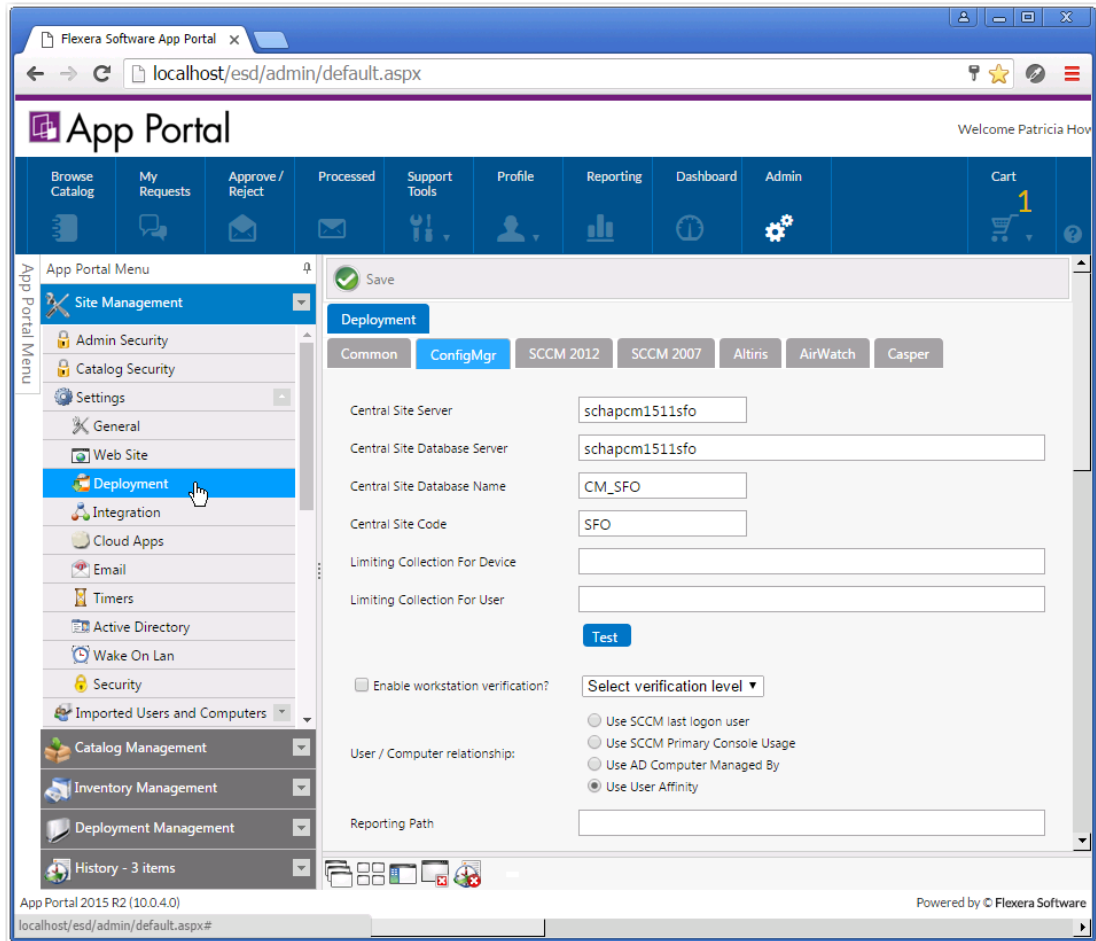 Flexera Software App Portal
localhost/esd/admin/default.aspx
App Portal
Welcome Patricia How
Browse Catalog
My Requests
Approve / Reject
Processed
Support Tools
Profile
Reporting
Dashboard
Admin
Cart
1
App Portal Menu
App Portal Menu
Site Management
Admin Security
Catalog Security
Settings
General
Web Site
Deployment
Integration
Cloud Apps
Email
Timers
Active Directory
Wake On Lan
Security
Imported Users and Computers
Catalog Management
Inventory Management
Deployment Management
History - 3 items
Save
Deployment
Common ConfigMgr SCCM 2012 SCCM 2007 Altiris AirWatch Casper
Central Site Server schapcm1511sfo
Central Site Database Server schapcm1511sfo
Central Site Database Name CM_SFO
Central Site Code SFO
Limiting Collection For Device
Limiting Collection For User
Test
Enable workstation verification? Select verification level
Use SCCM last logon user
Use SCCM Primary Console Usage
User / Computer relationship:
Use AD Computer Managed By
Use User Affinity
Reporting Path
App Portal 2015 R2 (10.0.4.0)
Powered by © Flexera Software
localhost/esd/admin/default.aspx#